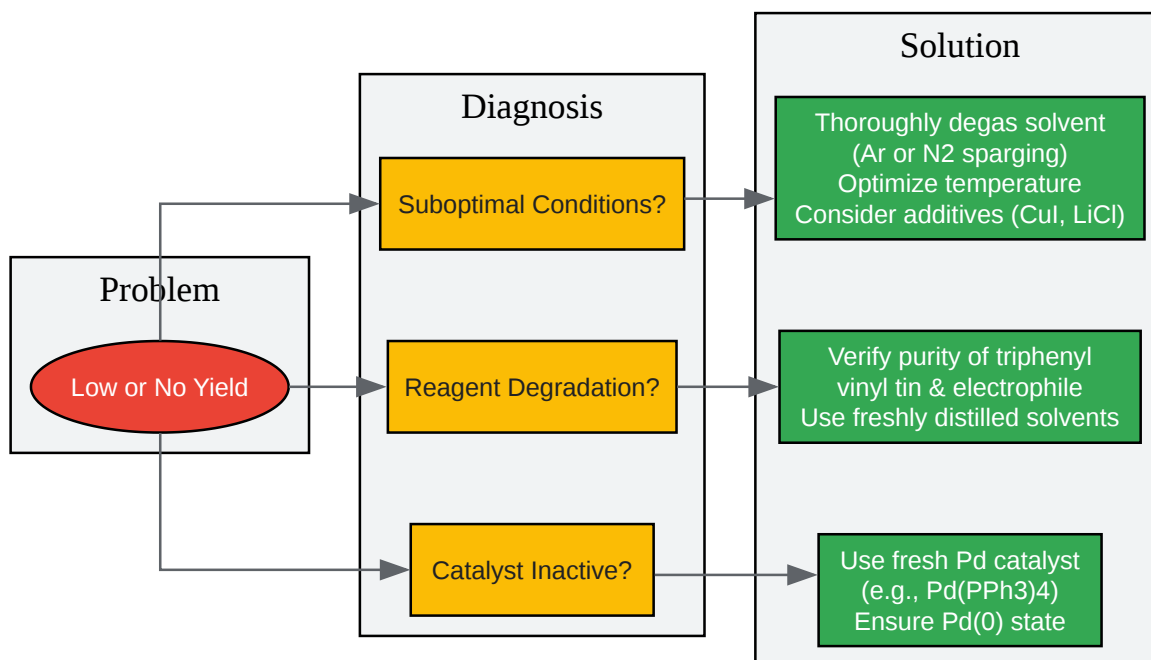 Problem
Low or No Yield
Diagnosis
Suboptimal Conditions?
Reagent Degradation?
Catalyst Inactive?
Solution
Thoroughly degas solvent
(Ar or N2 sparging)
Optimize temperature
Consider additives (CuI, LiCl)
Verify purity of triphenyl
vinyl tin & electrophile
Use freshly distilled solvents
Use fresh Pd catalyst
(e.g., Pd(PPh3)4)
Ensure Pd(0) state